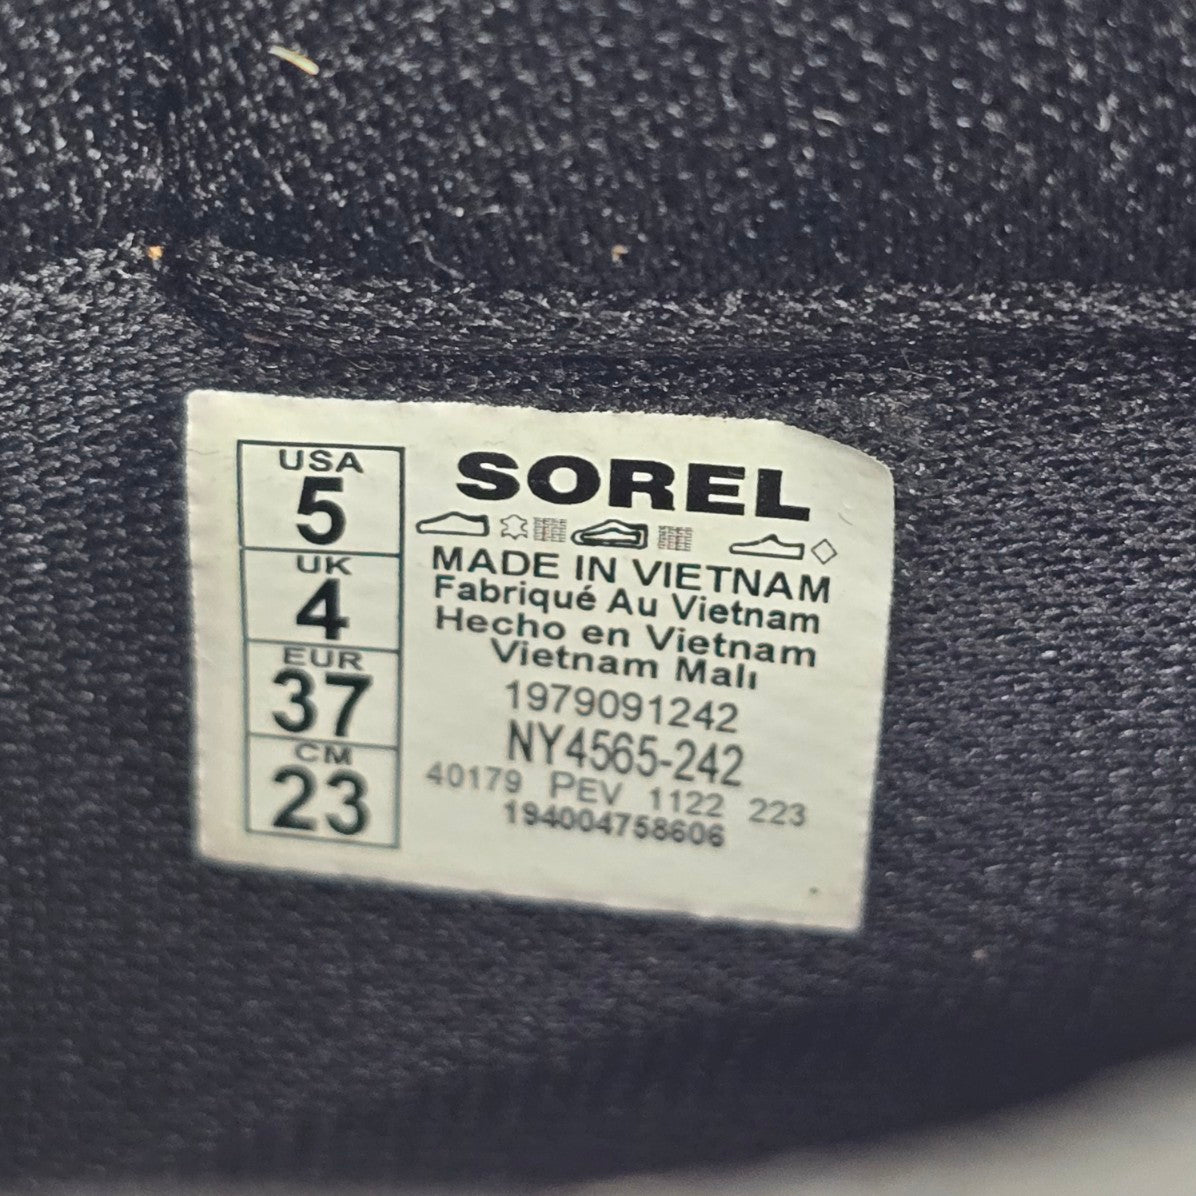 USA
5
UK
4
EUR
37
CM
23
SOREL
MADE IN VIETNAM
Fabriqué Au Vietnam
Hecho en Vietnam
Vietnam Malı
1979091242
NY4565-242
40179 PEV 1122 223
194004758606